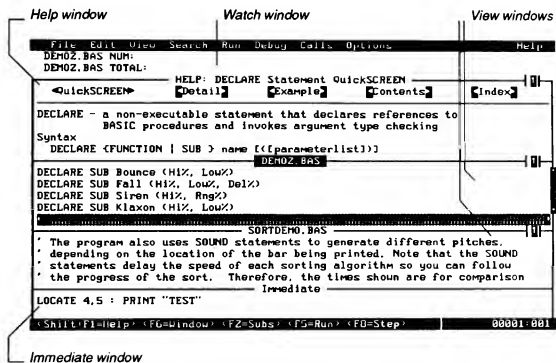 Help window
Watch window
View windows
File Edit View Search Run Debug Calls Options Help
DEMO2.BAS NUM:
DEMO2.BAS TOTAL:
HELP: DECLARE Statement QuickSCREEN
◄QuickSCREEN► ◄Detail► ◄Example► ◄Contents► ◄Index►
DECLARE - a non-executable statement that declares references to
BASIC procedures and invokes argument type checking
Syntax
DECLARE {FUNCTION | SUB } name [([parameterlist])]
DEMO2.BAS
DECLARE SUB Bounce (Hi%, Low%)
DECLARE SUB Fall (Hi%, Low%, Del%)
DECLARE SUB Siren (Hi%, Rng%)
DECLARE SUB Klaxon (Hi%, Low%)
SORTDEMO.BAS
' The program also uses SOUND statements to generate different pitches,
' depending on the location of the bar being printed. Note that the SOUND
' statements delay the speed of each sorting algorithm so you can follow
' the progress of the sort. Therefore, the times shown are for comparison
Immediate
LOCATE 4,5 : PRINT "TEST"
<Shift+F1=Help> <F6=Window> <F2=Subs> <F5=Run> <F8=Step> 00001:001
Immediate window